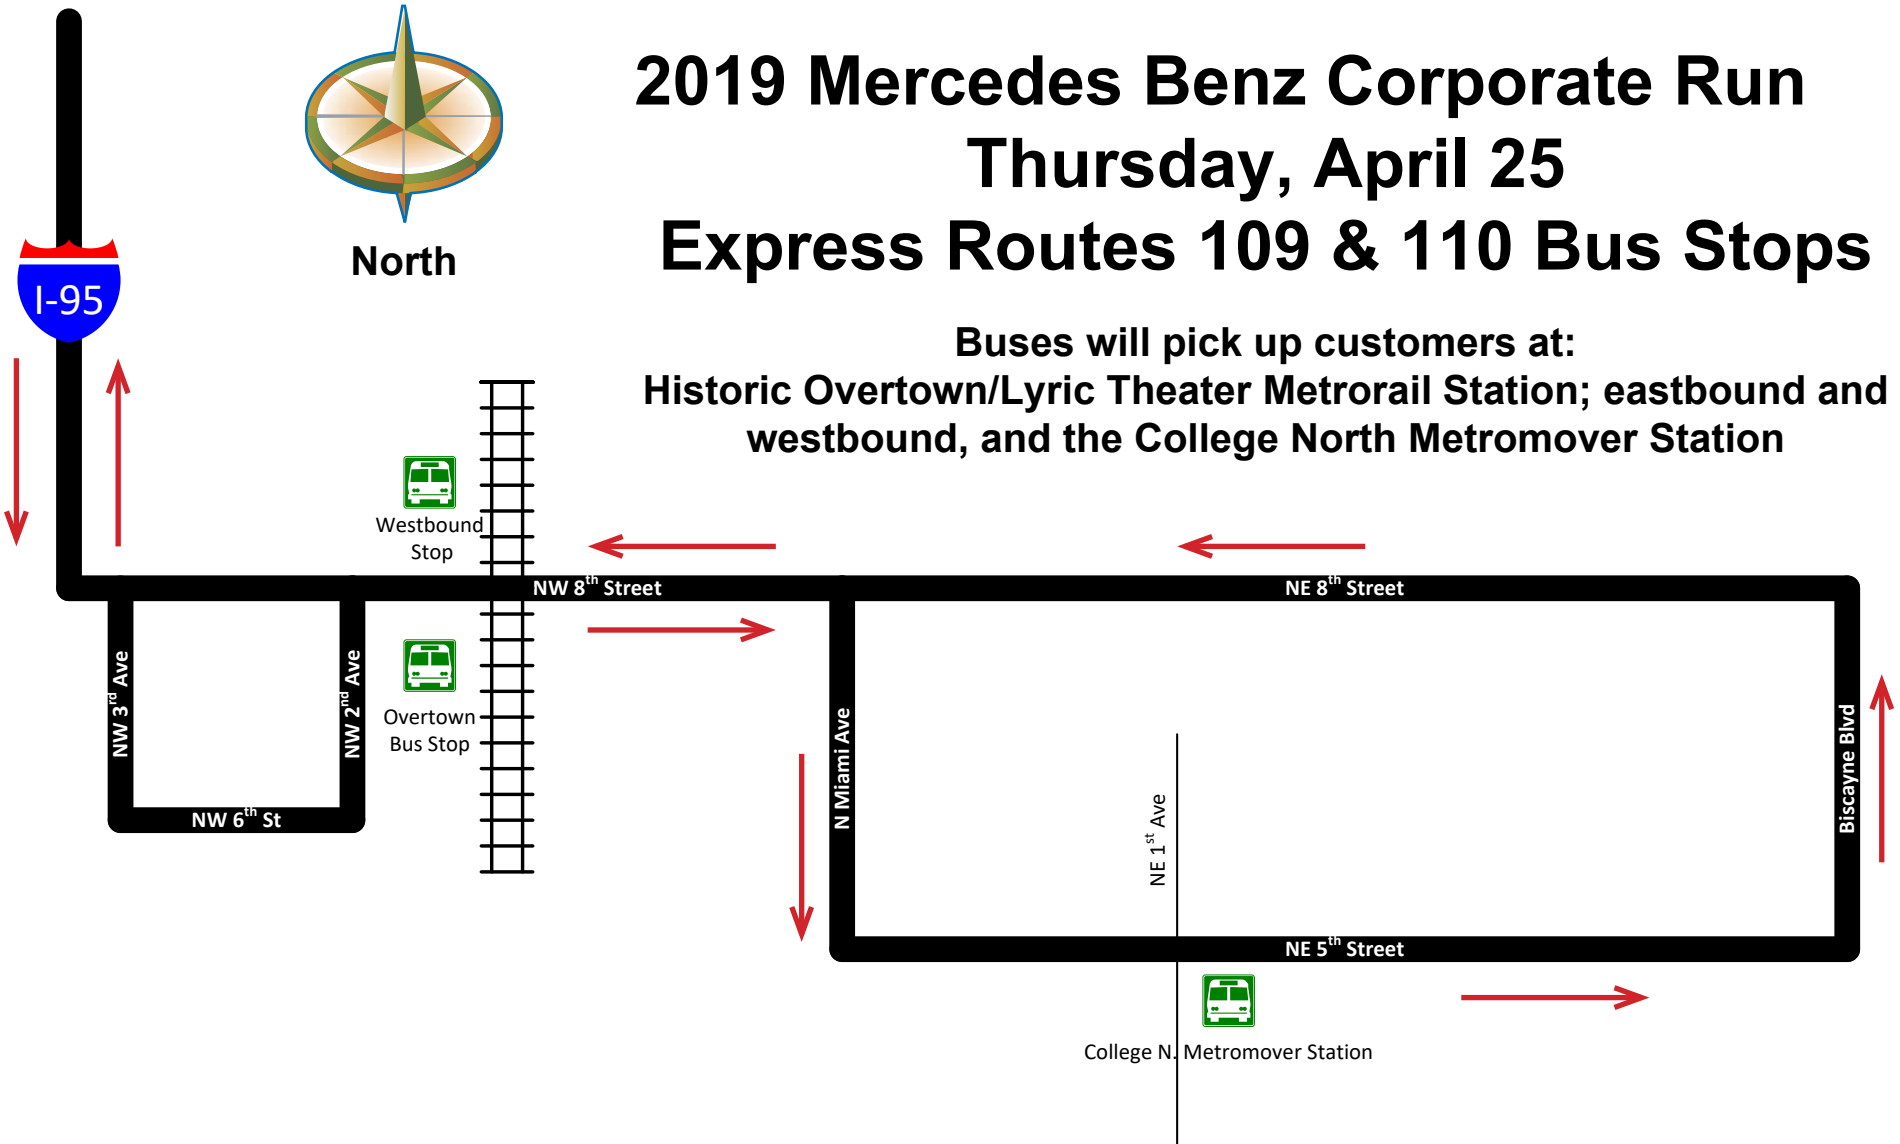 2019 Mercedes Benz Corporate Run
Thursday, April 25
Express Routes 109 & 110 Bus Stops
North
I-95
Buses will pick up customers at:
Historic Overtown/Lyric Theater Metrorail Station; eastbound and
westbound, and the College North Metromover Station
Westbound
Stop
NW 8th Street
NE 8th Street
NW 3rd Ave
NW 2nd Ave
Overtown
Bus Stop
N Miami Ave
NE 1st Ave
Biscayne Blvd
NW 6th St
NE 5th Street
College N. Metromover Station